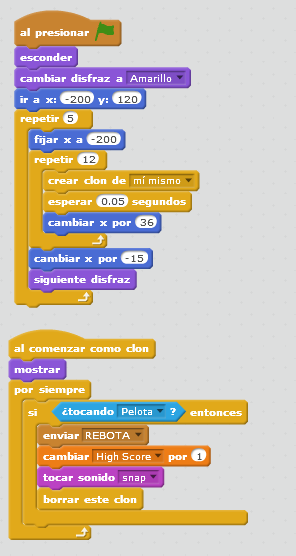 al presionar
esconder
cambiar disfraz a Amarillo
ir a x: -200 y: 120
repetir 5
fijar x a -200
repetir 12
crear clon de mí mismo
esperar 0.05 segundos
cambiar x por 36
cambiar x por -15
siguiente disfraz
al comenzar como clon
mostrar
por siempre
si ¿tocando Pelota ? entonces
enviar REBOTA
cambiar High Score por 1
tocar sonido snap
borrar este clon